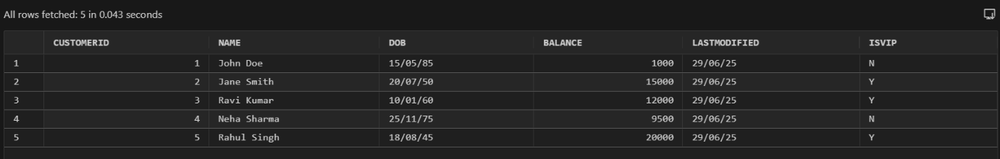 All rows fetched: 5 in 0.043 seconds
CUSTOMERID NAME DOB BALANCE LASTMODIFIED ISVIP
1 1 John Doe 15/05/85 1000 29/06/25 N
2 2 Jane Smith 20/07/50 15000 29/06/25 Y
3 3 Ravi Kumar 10/01/60 12000 29/06/25 Y
4 4 Neha Sharma 25/11/75 9500 29/06/25 N
5 5 Rahul Singh 18/08/45 20000 29/06/25 Y